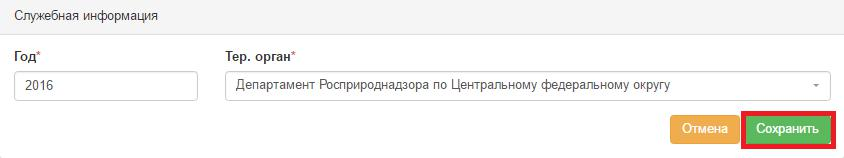 Служебная информация
Год* Тер. орган*
2016 Департамент Росприроднадзора по Центральному федеральному округу
Отмена Сохранить